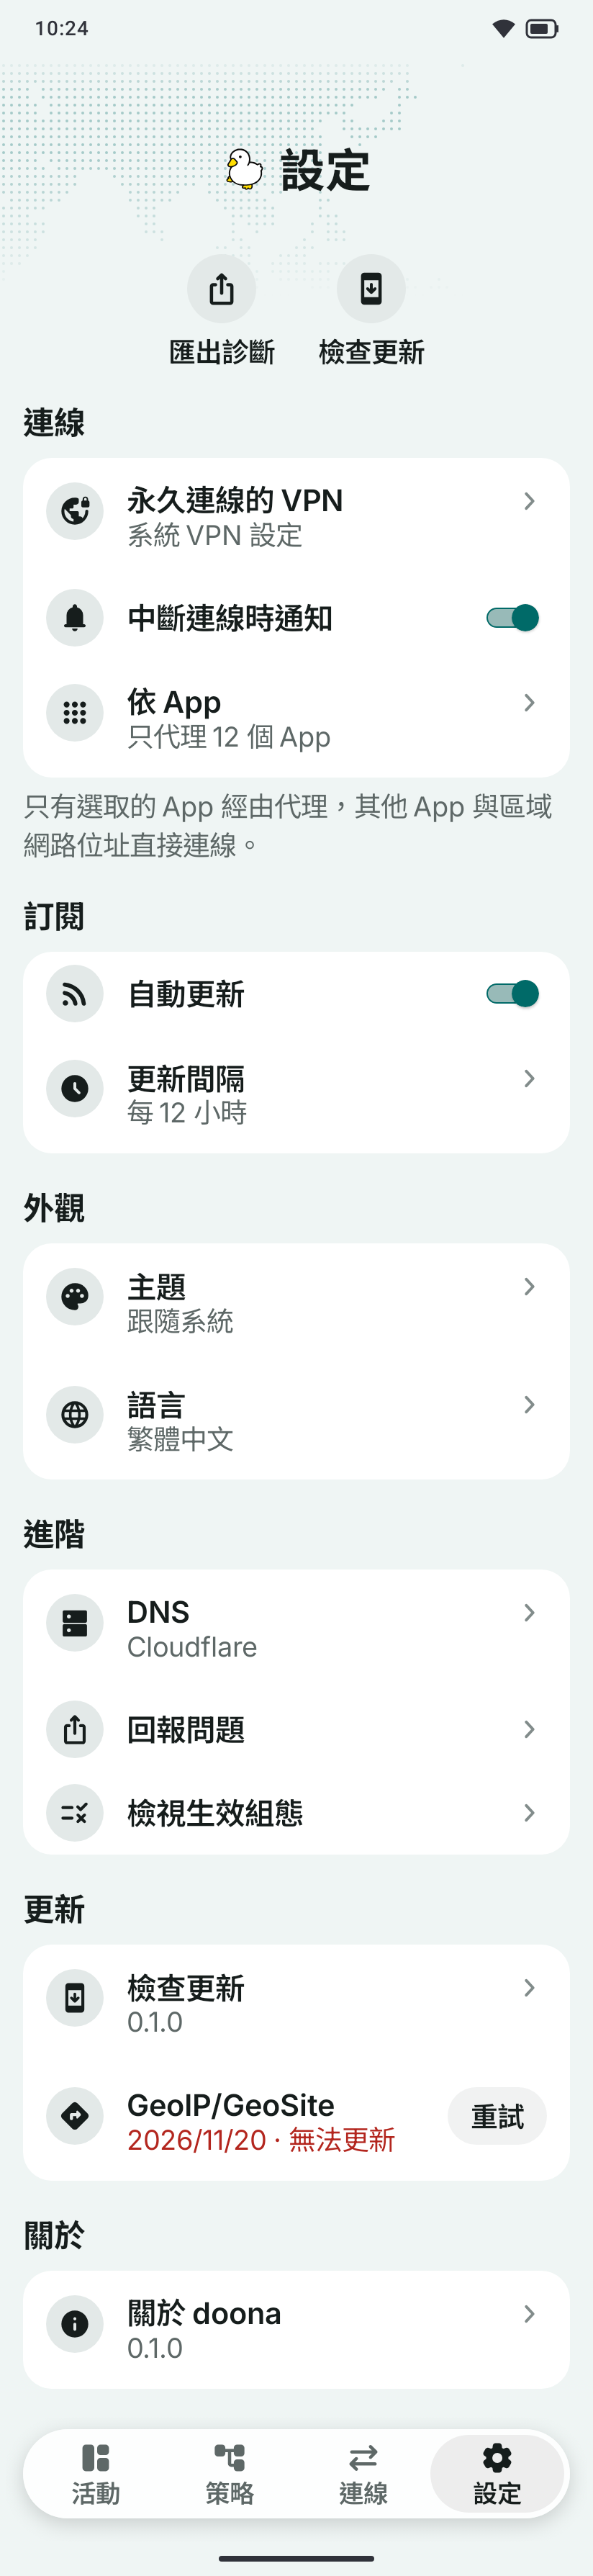 10:24
設定
匯出診斷
檢查更新
連線
永久連線的 VPN
系統 VPN 設定
中斷連線時通知
依 App
只代理 12 個 App
只有選取的 App 經由代理，其他 App 與區域
網路位址直接連線。
訂閱
自動更新
更新間隔
每 12 小時
外觀
主題
跟隨系統
語言
繁體中文
進階
DNS
Cloudflare
回報問題
檢視生效組態
更新
檢查更新
0.1.0
GeoIP/GeoSite
重試
2026/11/20 · 無法更新
關於
關於 doona
0.1.0
活動
策略
連線
設定